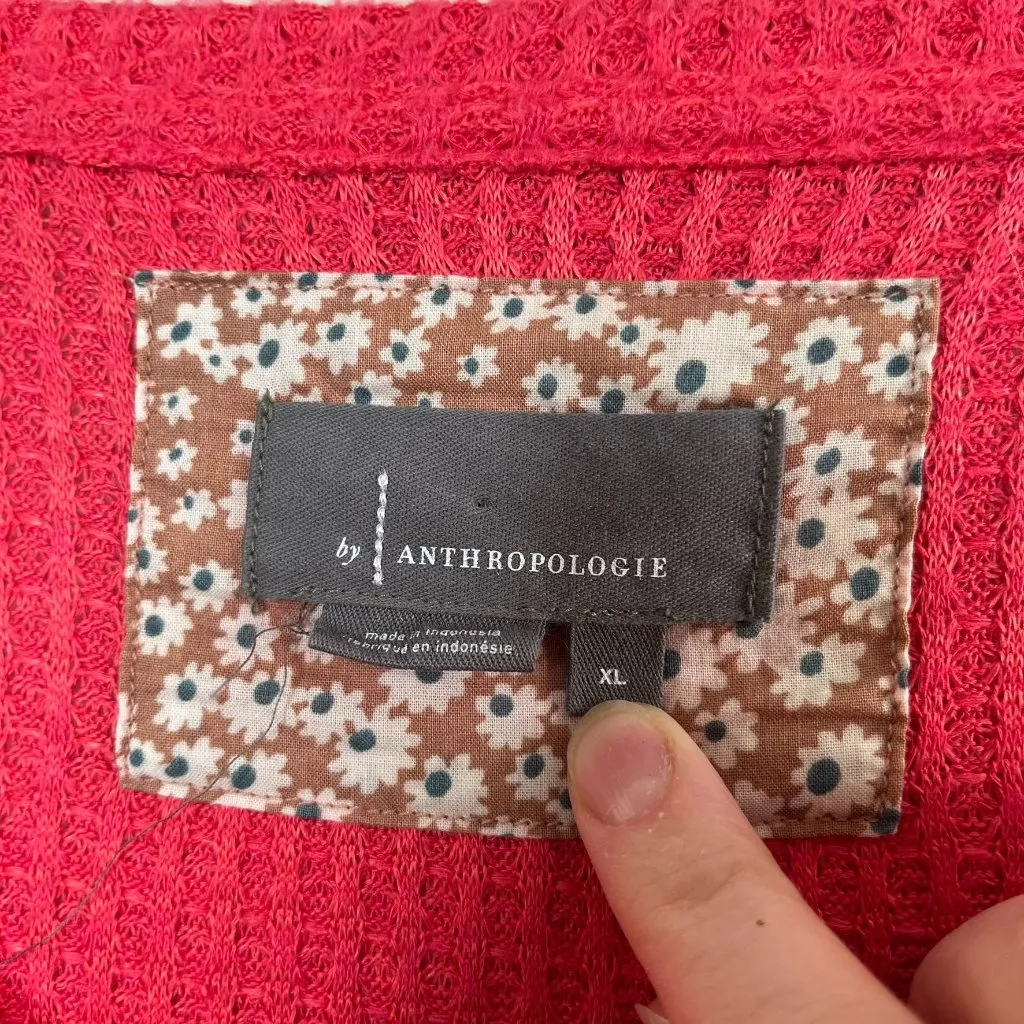 by ANTHROPOLOGIE
made in indonesia
fabriqué en indonésie
XL